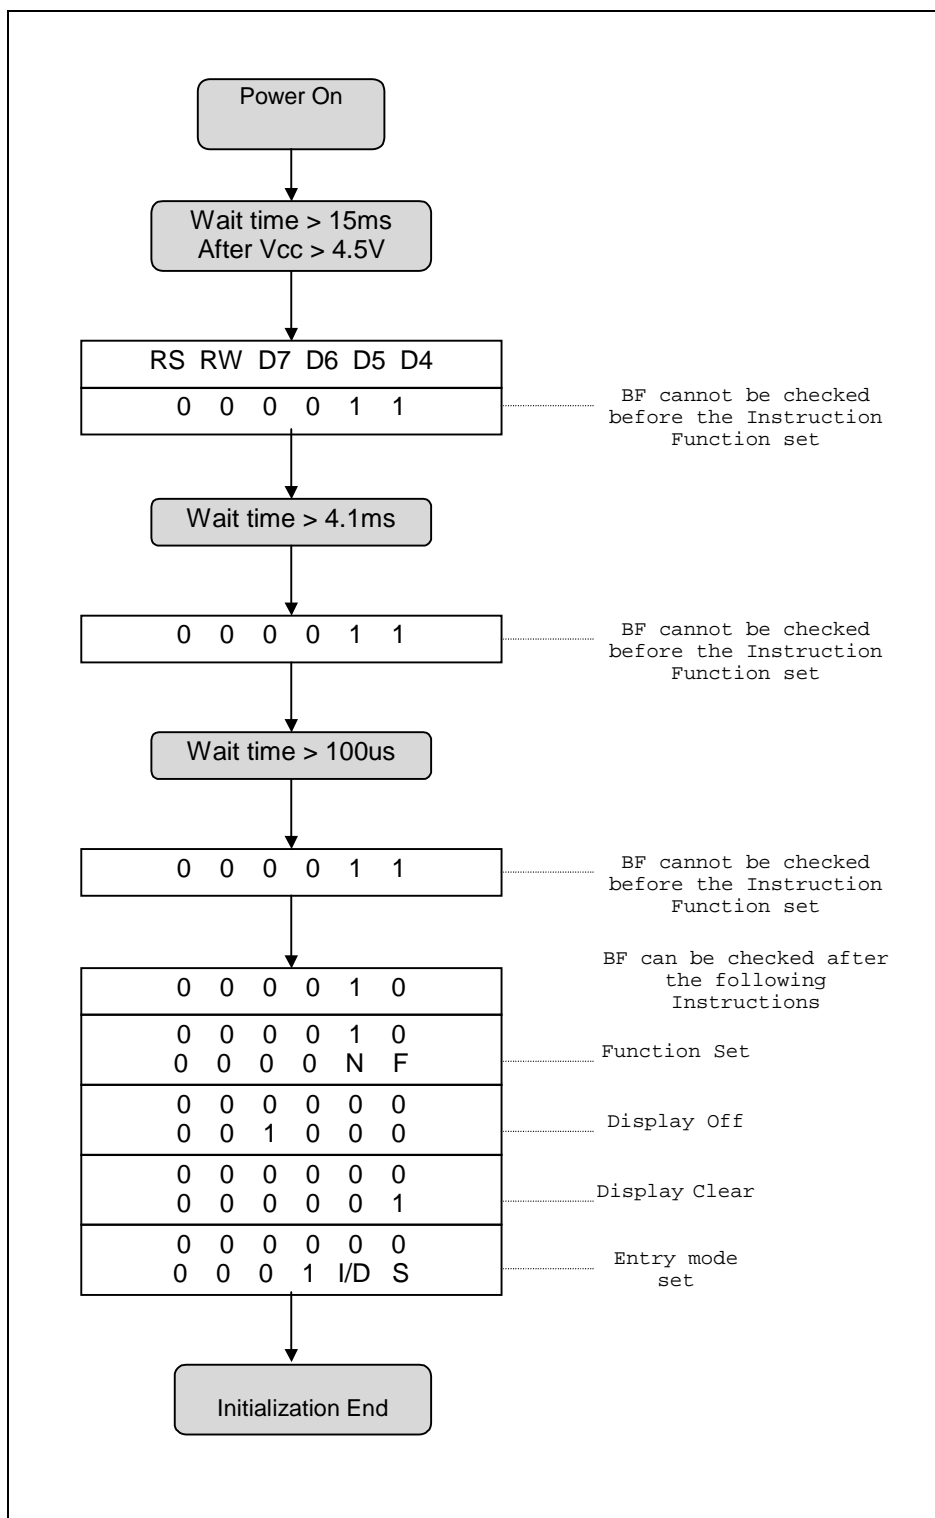 Power On
Wait time > 15ms
After Vcc > 4.5V
RS RW D7 D6 D5 D4
0 0 0 0 1 1
BF cannot be checked
before the Instruction
Function set
Wait time > 4.1ms
0 0 0 0 1 1
BF cannot be checked
before the Instruction
Function set
Wait time > 100us
0 0 0 0 1 1
BF cannot be checked
before the Instruction
Function set
BF can be checked after
the following
Instructions
0 0 0 0 1 0
0 0 0 0 1 0
0 0 0 0 N F
Function Set
0 0 0 0 0 0
0 0 1 0 0 0
Display Off
0 0 0 0 0 0
0 0 0 0 0 1
Display Clear
0 0 0 0 0 0
0 0 0 1 I/D S
Entry mode
set
Initialization End